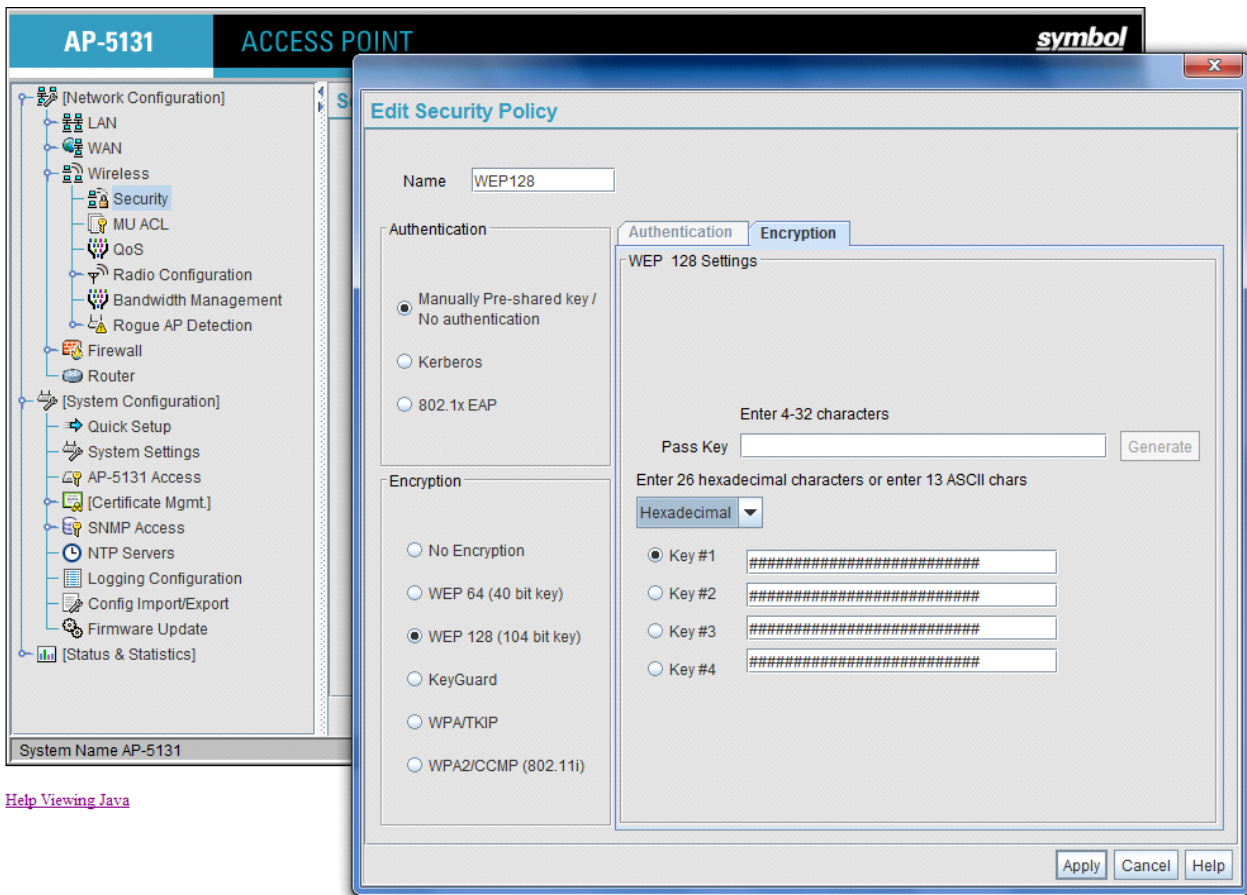 AP-5131
ACCESS POINT
symbol
[Network Configuration]
LAN
WAN
Wireless
Security
MU ACL
QoS
Radio Configuration
Bandwidth Management
Rogue AP Detection
Firewall
Router
[System Configuration]
Quick Setup
System Settings
AP-5131 Access
[Certificate Mgmt.]
SNMP Access
NTP Servers
Logging Configuration
Config Import/Export
Firmware Update
[Status & Statistics]
System Name AP-5131
Help Viewing Java
Edit Security Policy
Name WEP128
Authentication
Manually Pre-shared key /
No authentication
Kerberos
802.1x EAP
Encryption
No Encryption
WEP 64 (40 bit key)
WEP 128 (104 bit key)
KeyGuard
WPA/TKIP
WPA2/CCMP (802.11i)
Authentication Encryption
WEP 128 Settings
Enter 4-32 characters
Pass Key Generate
Enter 26 hexadecimal characters or enter 13 ASCII chars
Hexadecimal
Key #1 ##########################
Key #2 ##########################
Key #3 ##########################
Key #4 ##########################
Apply Cancel Help